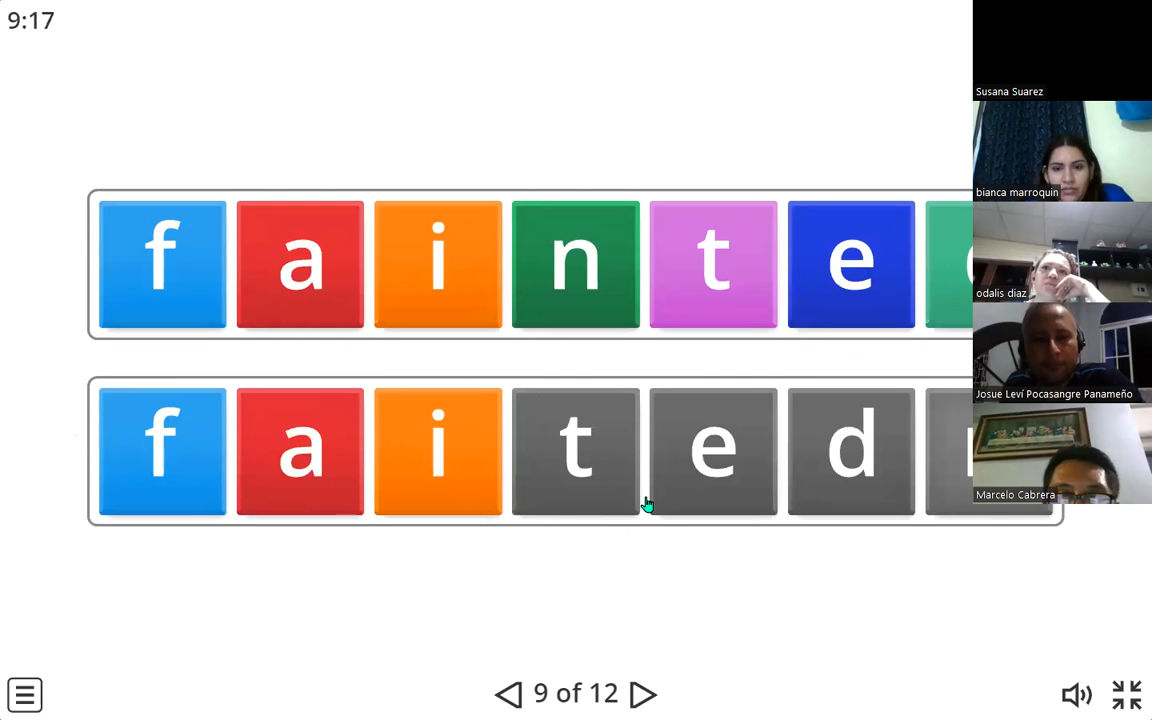 9:17
Susana Suarez
bianca marroquin
f a i n t e
odalis diaz
Josue Leví Pocasangre Panameño
f a i t e d
Marcelo Cabrera
9 of 12